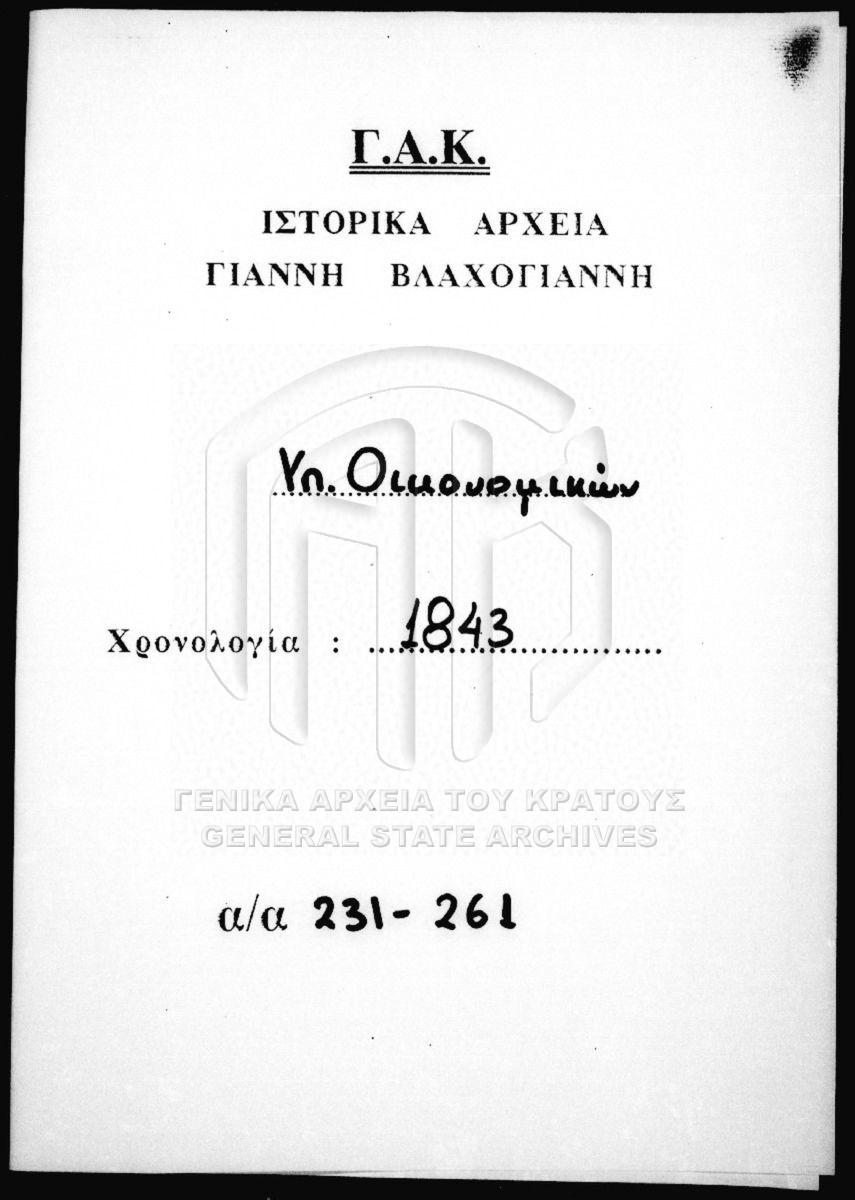 Γ.Α.Κ.
ΙΣΤΟΡΙΚΑ ΑΡΧΕΙΑ
ΓΙΑΝΝΗ ΒΛΑΧΟΓΙΑΝΝΗ
Υπ. Οικονομικών
Χρονολογία : 1843
ΓΕΝΙΚΑ ΑΡΧΕΙΑ ΤΟΥ ΚΡΑΤΟΥΣ
GENERAL STATE ARCHIVES
α/α 231 - 261